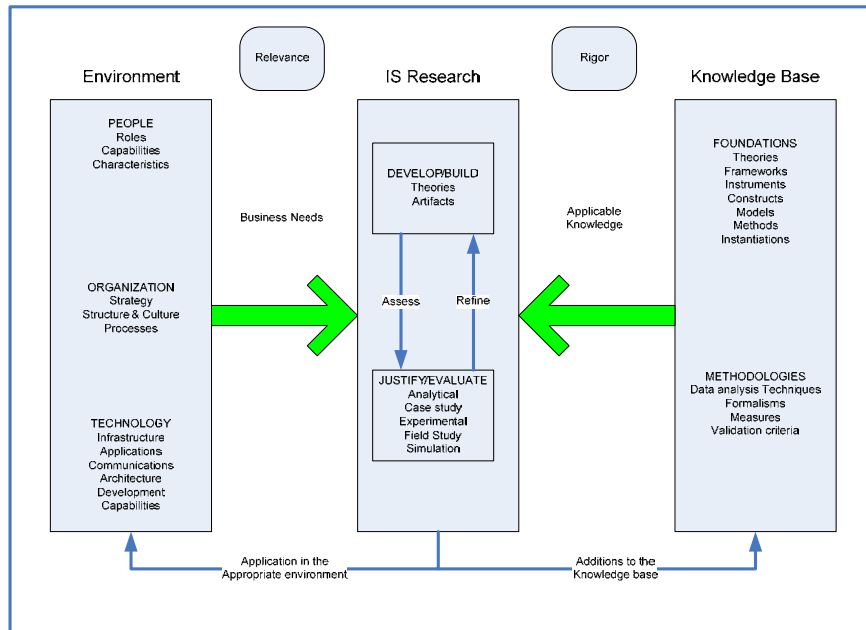 Relevance
Rigor
Environment
IS Research
Knowledge Base
PEOPLE
Roles
Capabilities
Characteristics
ORGANIZATION
Strategy
Structure & Culture
Processes
TECHNOLOGY
Infrastructure
Applications
Communications
Architecture
Development
Capabilities
Business Needs
DEVELOP/BUILD
Theories
Artifacts
Assess
Refine
JUSTIFY/EVALUATE
Analytical
Case study
Experimental
Field Study
Simulation
Applicable
Knowledge
FOUNDATIONS
Theories
Frameworks
Instruments
Constructs
Models
Methods
Instantiations
METHODOLOGIES
Data analysis Techniques
Formalisms
Measures
Validation criteria
Application in the
Appropriate environment
Additions to the
Knowledge base